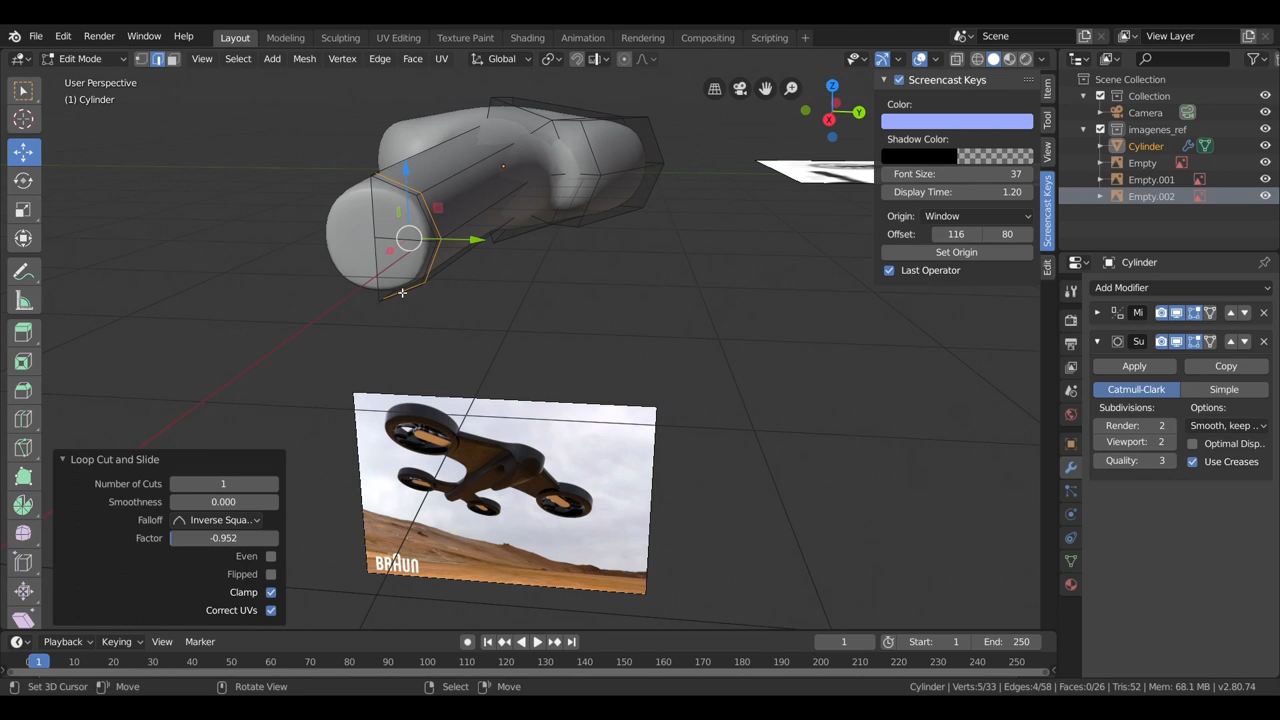 File Edit Render Window Help Layout Modeling Sculpting UV Editing Texture Paint Shading Animation Rendering Compositing Scripting + Scene View Layer
Edit Mode View Select Add Mesh Vertex Edge Face UV Global
User Perspective
(1) Cylinder
Screencast Keys
Color:
Shadow Color:
Font Size: 37
Display Time: 1.20
Origin: Window
Offset: 116 80
Set Origin
Last Operator
Item
Tool
View
Screencast Keys
Edit
Z
Y
X
Scene Collection
Collection
Camera
imagenes_ref
Cylinder
Empty
Empty.001
Empty.002
Cylinder
Add Modifier
Mi
Su
Apply Copy
Catmull-Clark Simple
Subdivisions: Options:
Render: 2 Smooth, keep ..
Viewport: 2 Optimal Disp..
Quality: 3 Use Creases
BRAUN
Loop Cut and Slide
Number of Cuts 1
Smoothness 0.000
Falloff Inverse Squa..
Factor -0.952
Even
Flipped
Clamp
Correct UVs
Playback Keying View Marker 1 Start: 1 End: 250
1 10 20 30 40 50 60 70 80 90 100 110 120 130 140 150 160 170 180 190 200 210 220 230 240 250
Set 3D Cursor Move Rotate View Select Move Cylinder | Verts:5/33 | Edges:4/58 | Faces:0/26 | Tris:52 | Mem: 68.1 MB | v2.80.74